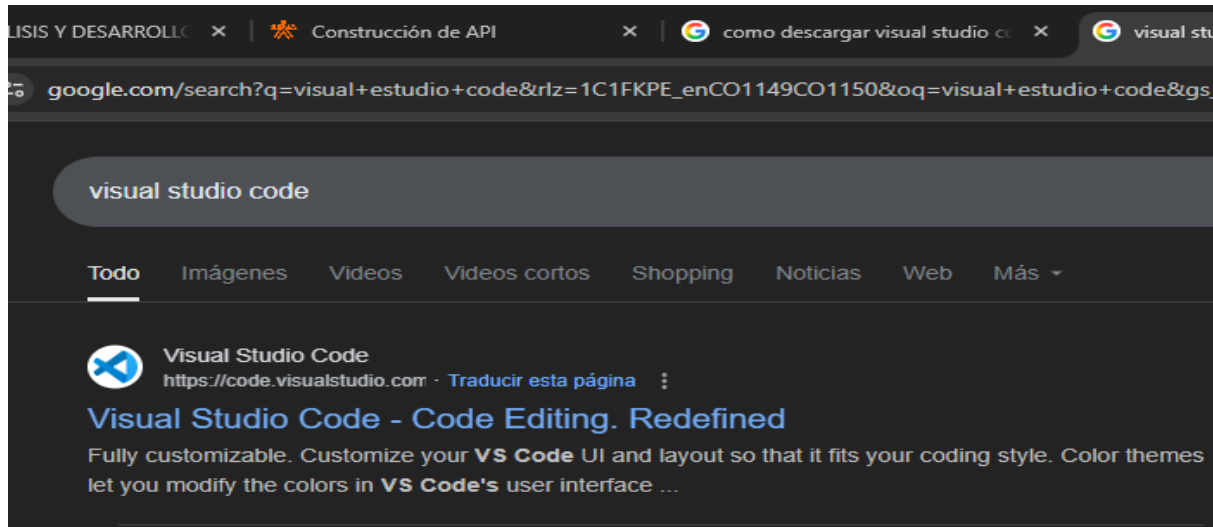 LISIS Y DESARROLLO
Construcción de API
como descargar visual studio co
visual stu
google.com/search?q=visual+estudio+code&rlz=1C1FKPE_enCO1149CO1150&oq=visual+estudio+code&gs_
visual studio code
Todo Imágenes Videos Videos cortos Shopping Noticias Web Más
Visual Studio Code
https://code.visualstudio.com · Traducir esta página
Visual Studio Code - Code Editing. Redefined
Fully customizable. Customize your VS Code UI and layout so that it fits your coding style. Color themes
let you modify the colors in VS Code's user interface ...